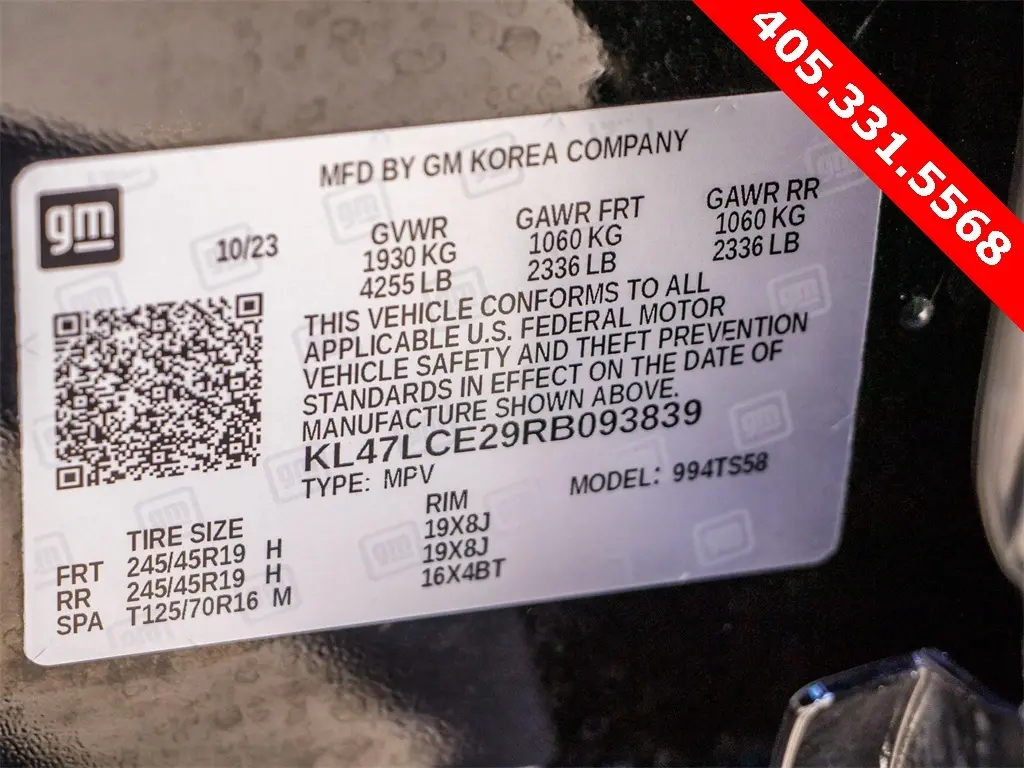 405.331.5568
MFD BY GM KOREA COMPANY
gm
10/23
GVWR
1930 KG
4255 LB
GAWR FRT
1060 KG
2336 LB
GAWR RR
1060 KG
2336 LB
THIS VEHICLE CONFORMS TO ALL
APPLICABLE U.S. FEDERAL MOTOR
VEHICLE SAFETY AND THEFT PREVENTION
STANDARDS IN EFFECT ON THE DATE OF
MANUFACTURE SHOWN ABOVE.
KL47LCE29RB093839
TYPE: MPV
MODEL: 994TS58
TIRE SIZE RIM
FRT 245/45R19 H 19X8J
RR 245/45R19 H 19X8J
SPA T125/70R16 M 16X4BT